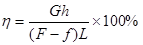 η = Gh / (F − f)L × 100%